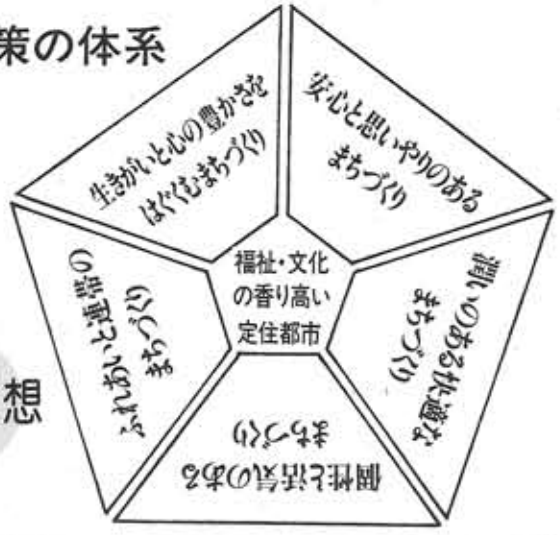 策の体系
安心と思いやりのある
まちづくり
潤いのある快適な
まちづくり
個性と活気のある
まちづくり
ふれあいと連帯の
まちづくり
生きがいと心の豊かさを
はぐくむまちづくり
福祉・文化
の香り高い
定住都市
想